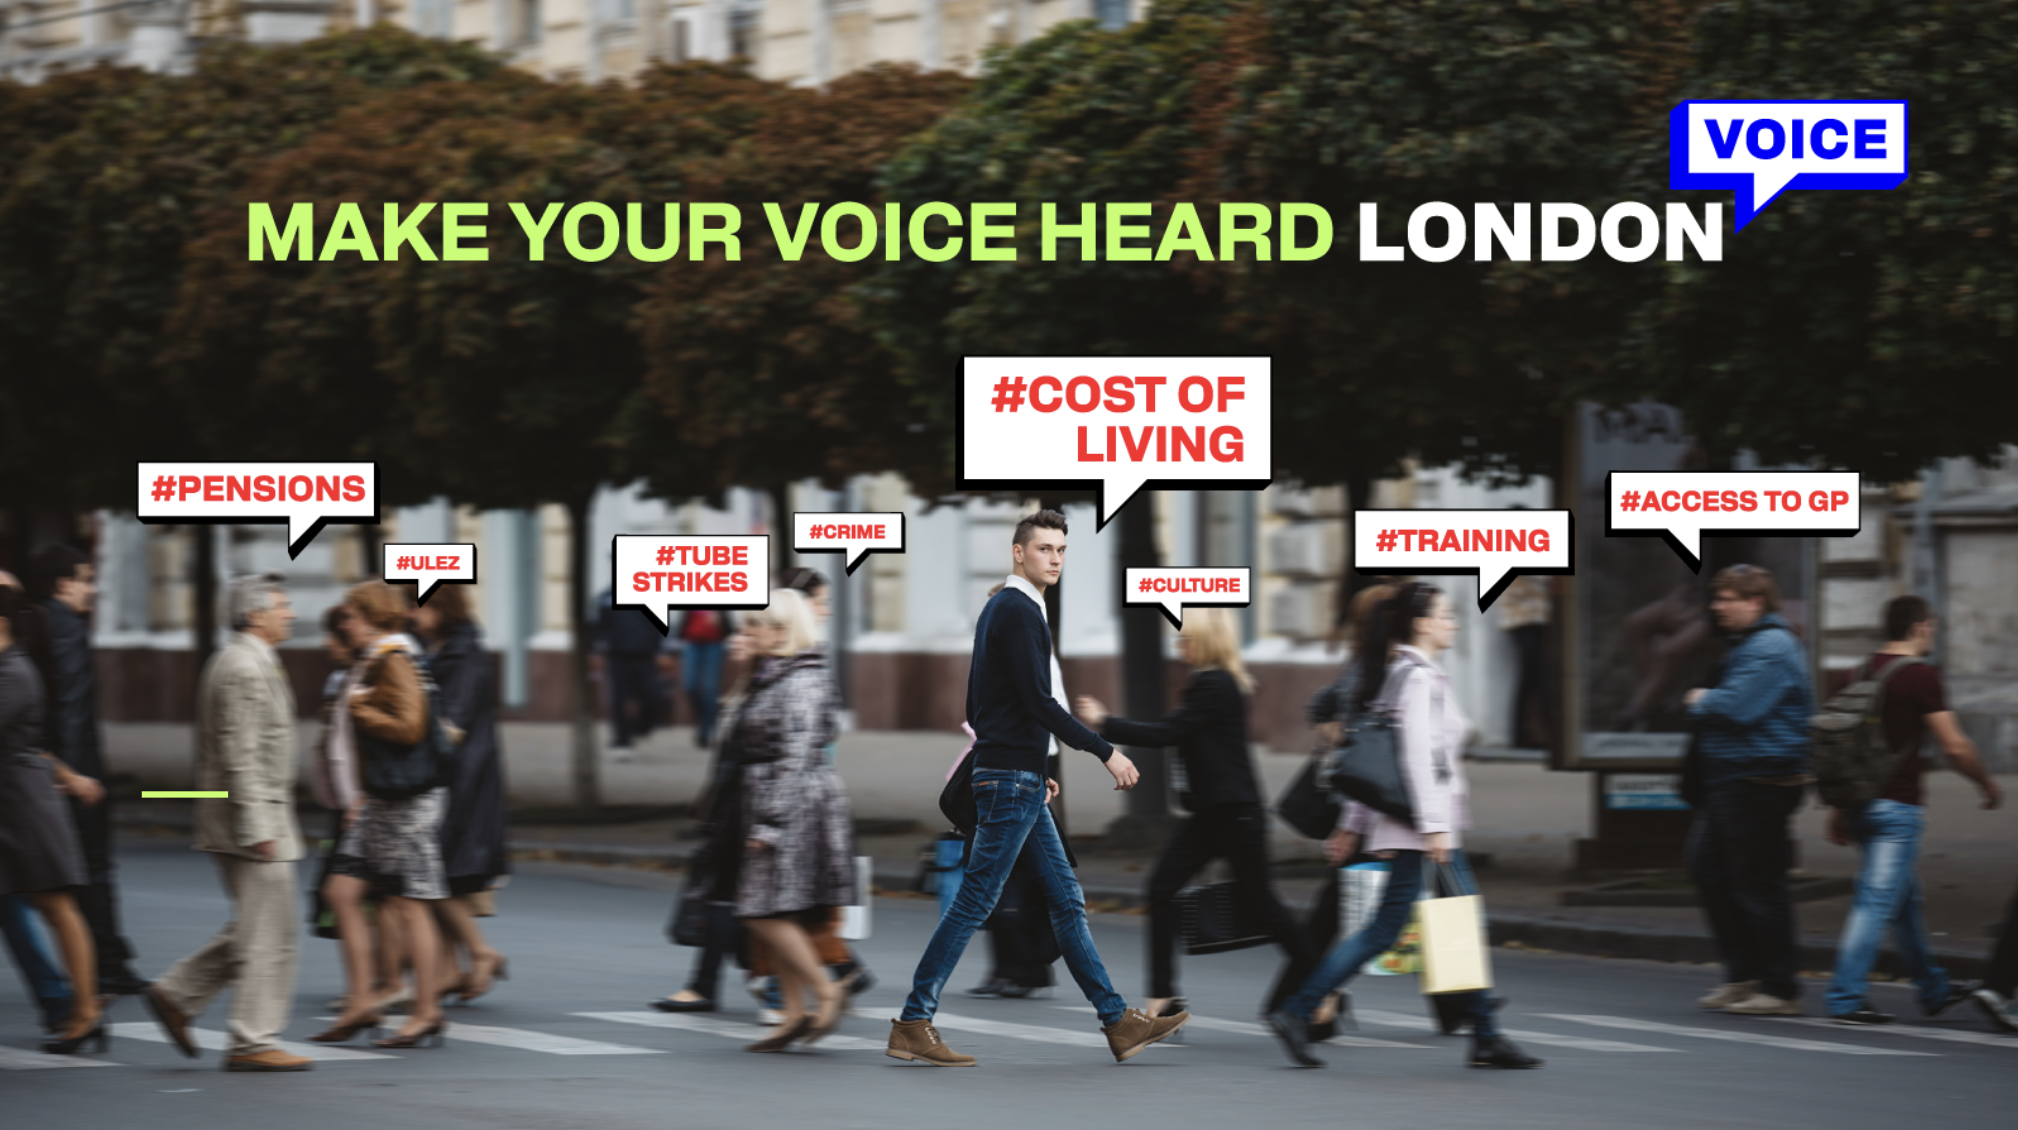 VOICE
MAKE YOUR VOICE HEARD LONDON
#COST OF
LIVING
#PENSIONS
#ULEZ
#TUBE
STRIKES
#CRIME
#CULTURE
#TRAINING
#ACCESS TO GP